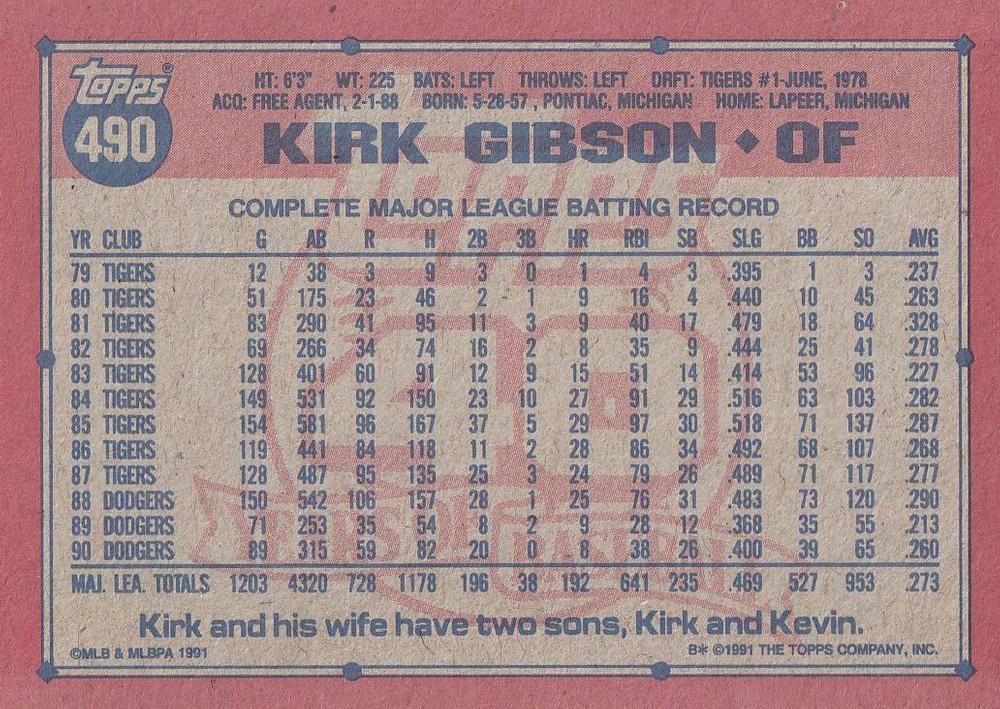 Topps®
490
HT: 6'3" WT: 225 BATS: LEFT THROWS: LEFT DRFT: TIGERS #1-JUNE, 1978
ACQ: FREE AGENT, 2-1-88 BORN: 5-28-57 , PONTIAC, MICHIGAN HOME: LAPEER, MICHIGAN
KIRK GIBSON ◆ OF
COMPLETE MAJOR LEAGUE BATTING RECORD
YR CLUB G AB R H 2B 3B HR RBI SB SLG BB SO AVG
79 TIGERS 12 38 3 9 3 0 1 4 3 .395 1 3 .237
80 TIGERS 51 175 23 46 2 1 9 16 4 .440 10 45 .263
81 TIGERS 83 290 41 95 11 3 9 40 17 .479 18 64 .328
82 TIGERS 69 266 34 74 16 2 8 35 9 .444 25 41 .278
83 TIGERS 128 401 60 91 12 9 15 51 14 .414 53 96 .227
84 TIGERS 149 531 92 150 23 10 27 91 29 .516 63 103 .282
85 TIGERS 154 581 96 167 37 5 29 97 30 .518 71 137 .287
86 TIGERS 119 441 84 118 11 2 28 86 34 .492 68 107 .268
87 TIGERS 128 487 95 135 25 3 24 79 26 .489 71 117 .277
88 DODGERS 150 542 106 157 28 1 25 76 31 .483 73 120 .290
89 DODGERS 71 253 35 54 8 2 9 28 12 .368 35 55 .213
90 DODGERS 89 315 59 82 20 0 8 38 26 .400 39 65 .260
MAJ. LEA. TOTALS 1203 4320 728 1178 196 38 192 641 235 .469 527 953 .273
Topps
40
YEARS OF BASEBALL
Kirk and his wife have two sons, Kirk and Kevin.
©MLB & MLBPA 1991 B* ©1991 THE TOPPS COMPANY, INC.